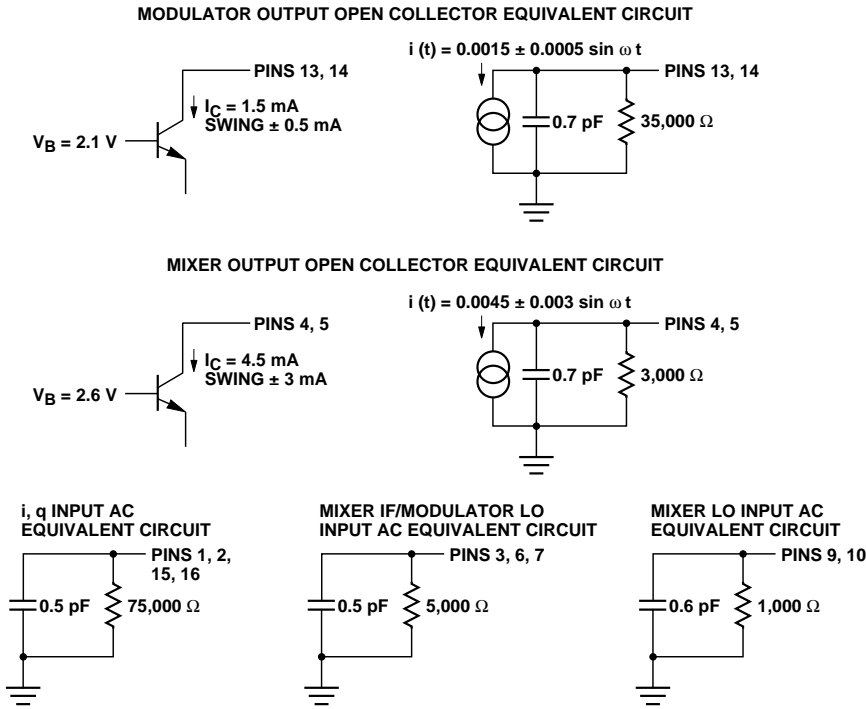 MODULATOR OUTPUT OPEN COLLECTOR EQUIVALENT CIRCUIT
PINS 13, 14
IC = 1.5 mA
SWING ± 0.5 mA
VB = 2.1 V
i (t) = 0.0015 ± 0.0005 sin ω t
PINS 13, 14
0.7 pF
35,000 Ω
MIXER OUTPUT OPEN COLLECTOR EQUIVALENT CIRCUIT
PINS 4, 5
IC = 4.5 mA
SWING ± 3 mA
VB = 2.6 V
i (t) = 0.0045 ± 0.003 sin ω t
PINS 4, 5
0.7 pF
3,000 Ω
i, q INPUT AC
EQUIVALENT CIRCUIT
PINS 1, 2,
15, 16
0.5 pF
75,000 Ω
MIXER IF/MODULATOR LO
INPUT AC EQUIVALENT CIRCUIT
PINS 3, 6, 7
0.5 pF
5,000 Ω
MIXER LO INPUT AC
EQUIVALENT CIRCUIT
PINS 9, 10
0.6 pF
1,000 Ω